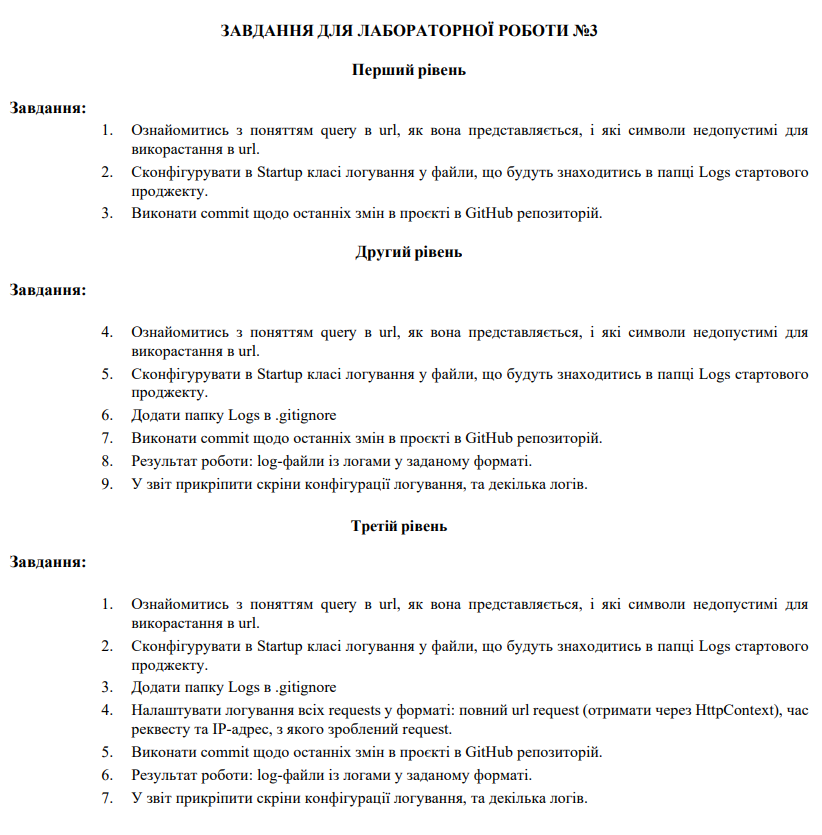 ЗАВДАННЯ ДЛЯ ЛАБОРАТОРНОЇ РОБОТИ №3
Перший рівень
Завдання:
1. Ознайомитись з поняттям query в url, як вона представляється, і які символи недопустимі для
викорастання в url.
2. Сконфігурувати в Startup класі логування у файли, що будуть знаходитись в папці Logs стартового
проджекту.
3. Виконати commit щодо останніх змін в проєкті в GitHub репозиторій.
Другий рівень
Завдання:
4. Ознайомитись з поняттям query в url, як вона представляється, і які символи недопустимі для
викорастання в url.
5. Сконфігурувати в Startup класі логування у файли, що будуть знаходитись в папці Logs стартового
проджекту.
6. Додати папку Logs в .gitignore
7. Виконати commit щодо останніх змін в проєкті в GitHub репозиторій.
8. Результат роботи: log-файли із логами у заданому форматі.
9. У звіт прикріпити скріни конфігурації логування, та декілька логів.
Третій рівень
Завдання:
1. Ознайомитись з поняттям query в url, як вона представляється, і які символи недопустимі для
викорастання в url.
2. Сконфігурувати в Startup класі логування у файли, що будуть знаходитись в папці Logs стартового
проджекту.
3. Додати папку Logs в .gitignore
4. Налаштувати логування всіх requests у форматі: повний url request (отримати через HttpContext), час
реквесту та IP-адрес, з якого зроблений request.
5. Виконати commit щодо останніх змін в проєкті в GitHub репозиторій.
6. Результат роботи: log-файли із логами у заданому форматі.
7. У звіт прикріпити скріни конфігурації логування, та декілька логів.